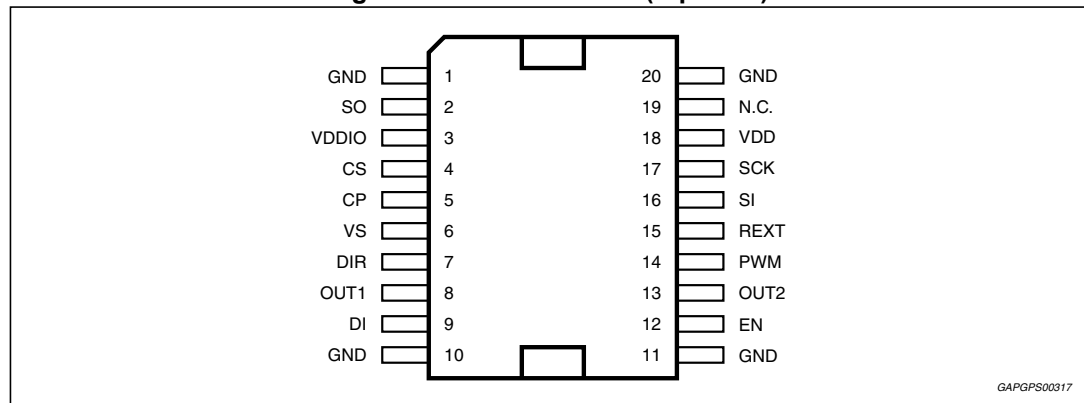 GND 1 20 GND
SO 2 19 N.C.
VDDIO 3 18 VDD
CS 4 17 SCK
CP 5 16 SI
VS 6 15 REXT
DIR 7 14 PWM
OUT1 8 13 OUT2
DI 9 12 EN
GND 10 11 GND
GAPGPS00317